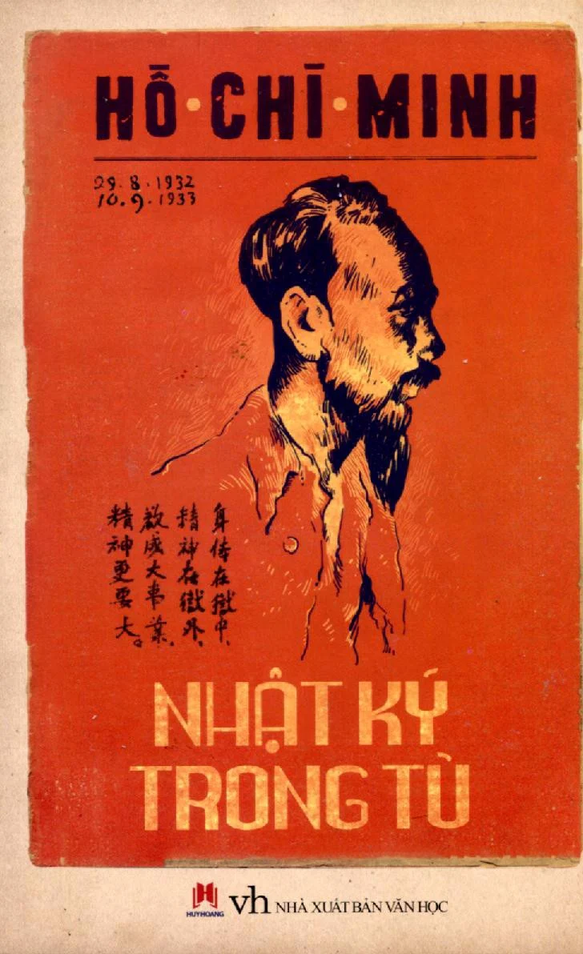 HỒ · CHÍ · MINH
29.8.1932
10.9.1933
身体在獄中、
精神在獄外、
欲成大事業、
精神更要大。
NHẬT KÝ
TRONG TÙ
HUYHOANG
vh NHÀ XUẤT BẢN VĂN HỌC